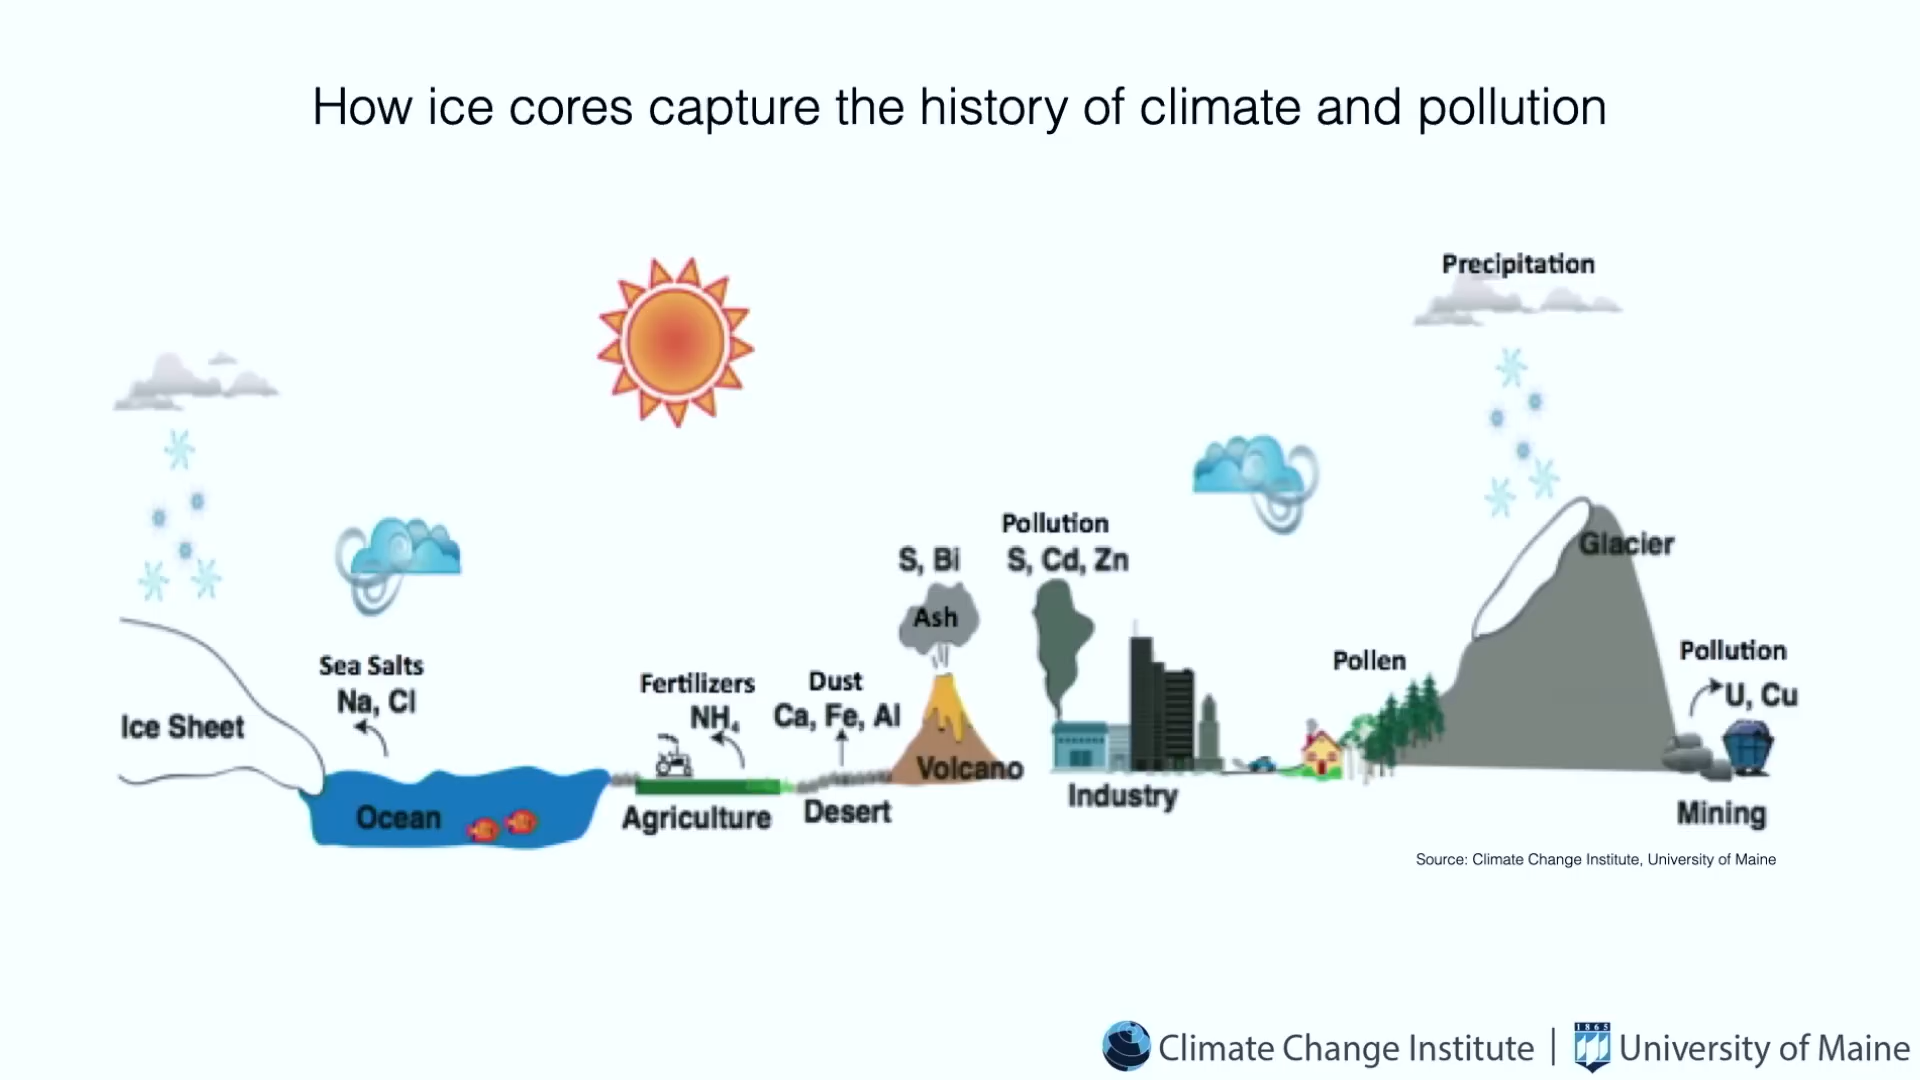 How ice cores capture the history of climate and pollution
Precipitation
Glacier
Pollution
S, Cd, Zn
S, Bi
Ash
Sea Salts
Na, Cl
Ice Sheet
Ocean
Fertilizers
NH₄
Agriculture
Dust
Ca, Fe, Al
Desert
Volcano
Industry
Pollen
Pollution
U, Cu
Mining
Source: Climate Change Institute, University of Maine
Climate Change Institute | 1865 University of Maine